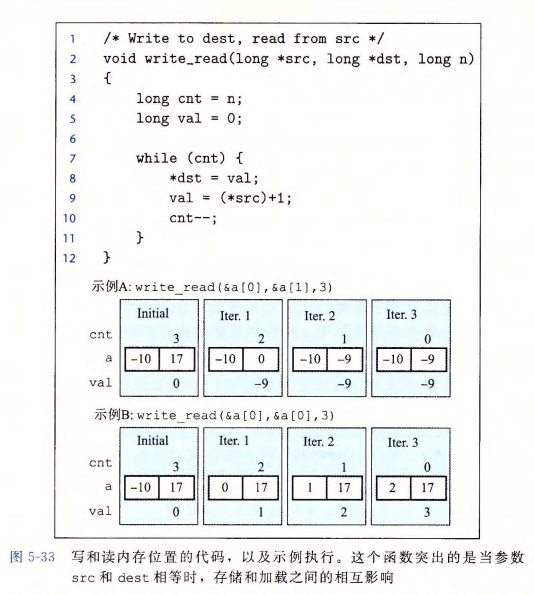 1 /* Write to dest, read from src */
2 void write_read(long *src, long *dst, long n)
3 {
4 long cnt = n;
5 long val = 0;
6
7 while (cnt) {
8 *dst = val;
9 val = (*src)+1;
10 cnt--;
11 }
12 }
示例A: write_read(&a[0],&a[1],3)
Initial Iter. 1 Iter. 2 Iter. 3
cnt 3 2 1 0
a -10 17 -10 0 -10 -9 -10 -9
val 0 -9 -9 -9
示例B: write_read(&a[0],&a[0],3)
Initial Iter. 1 Iter. 2 Iter. 3
cnt 3 2 1 0
a -10 17 0 17 1 17 2 17
val 0 1 2 3
图 5-33 写和读内存位置的代码，以及示例执行。这个函数突出的是当参数
src 和 dest 相等时，存储和加载之间的相互影响